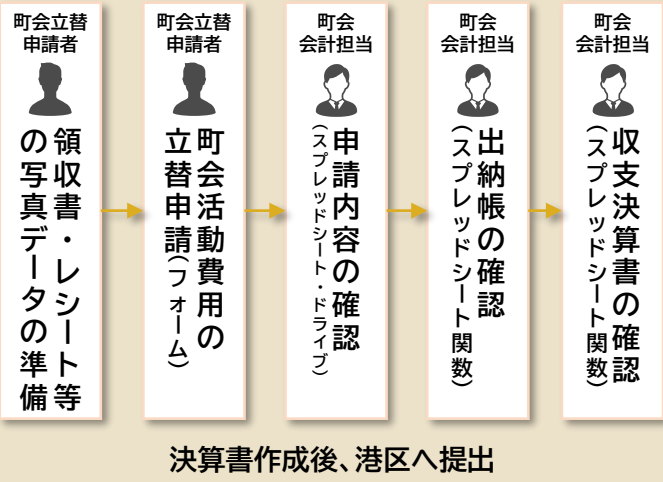 町会立替
申請者
領収書・レシート等
の写真データの準備
町会立替
申請者
町会活動費用の
立替申請(フォーム)
町会
会計担当
申請内容の確認
(スプレッドシート・ドライブ)
町会
会計担当
出納帳の確認
(スプレッドシート関数)
町会
会計担当
収支決算書の確認
(スプレッドシート関数)
決算書作成後、港区へ提出